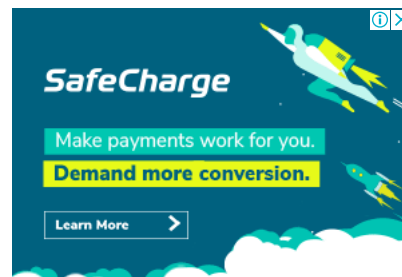 SafeCharge
Make payments work for you.
Demand more conversion.
Learn More